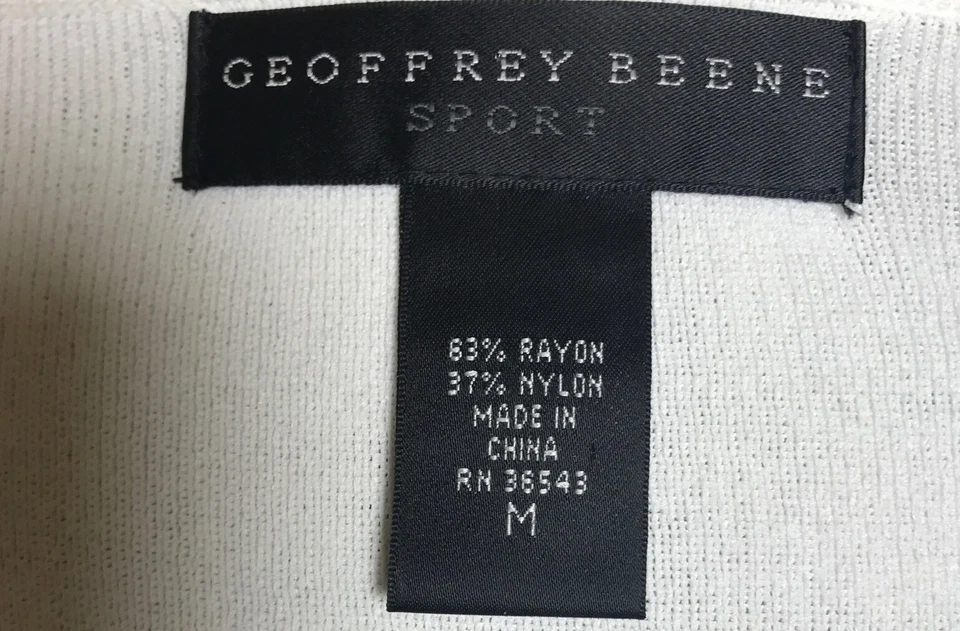 GEOFFREY BEENE
SPORT
63% RAYON
37% NYLON
MADE IN
CHINA
RN 36543
M